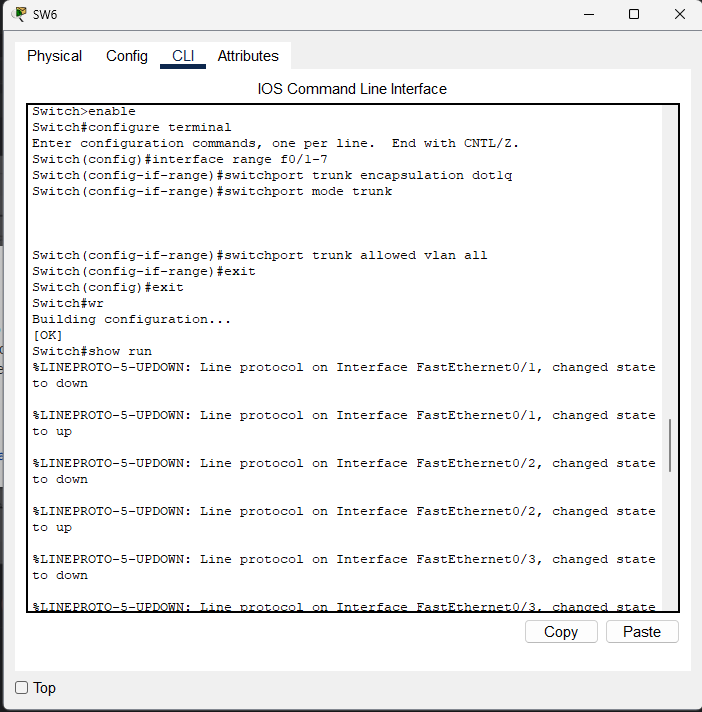 SW6
Physical Config CLI Attributes
IOS Command Line Interface
Switch>enable
Switch#configure terminal
Enter configuration commands, one per line.  End with CNTL/Z.
Switch(config)#interface range f0/1-7
Switch(config-if-range)#switchport trunk encapsulation dot1q
Switch(config-if-range)#switchport mode trunk
Switch(config-if-range)#switchport trunk allowed vlan all
Switch(config-if-range)#exit
Switch(config)#exit
Switch#wr
Building configuration...
[OK]
Switch#show run
%LINEPROTO-5-UPDOWN: Line protocol on Interface FastEthernet0/1, changed state
to down
%LINEPROTO-5-UPDOWN: Line protocol on Interface FastEthernet0/1, changed state
to up
%LINEPROTO-5-UPDOWN: Line protocol on Interface FastEthernet0/2, changed state
to down
%LINEPROTO-5-UPDOWN: Line protocol on Interface FastEthernet0/2, changed state
to up
%LINEPROTO-5-UPDOWN: Line protocol on Interface FastEthernet0/3, changed state
to down
%LINEPROTO-5-UPDOWN: Line protocol on Interface FastEthernet0/3, changed state
Copy Paste
Top